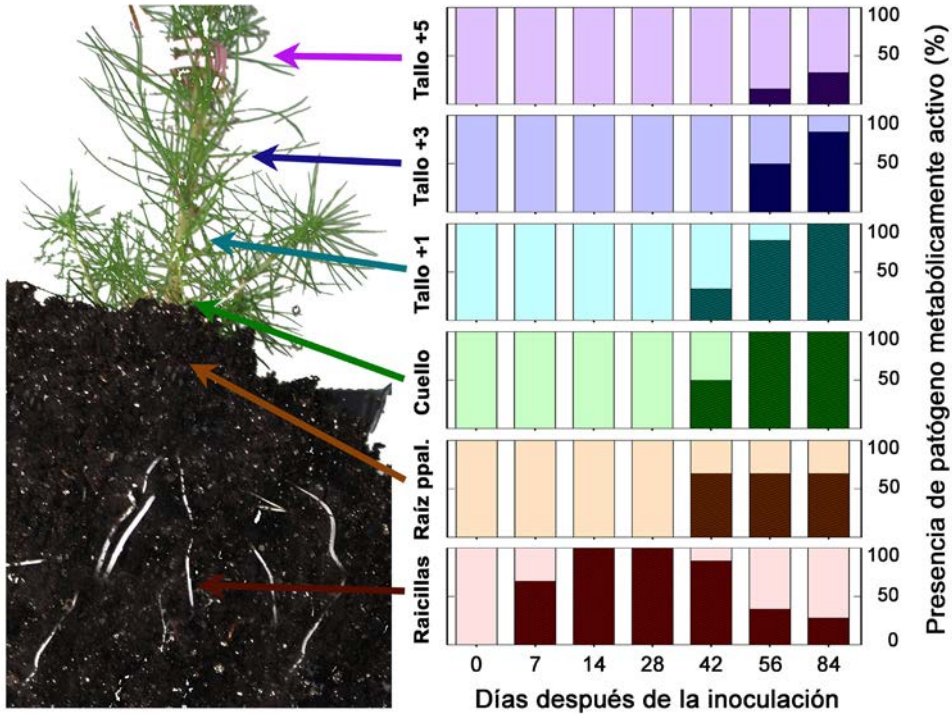 Tallo +5
100
50
Tallo +3
100
50
Tallo +1
100
50
Cuello
100
50
Raíz ppal.
100
50
Raicillas
100
50
0
0 7 14 28 42 56 84
Días después de la inoculación
Presencia de patógeno metabólicamente activo (%)